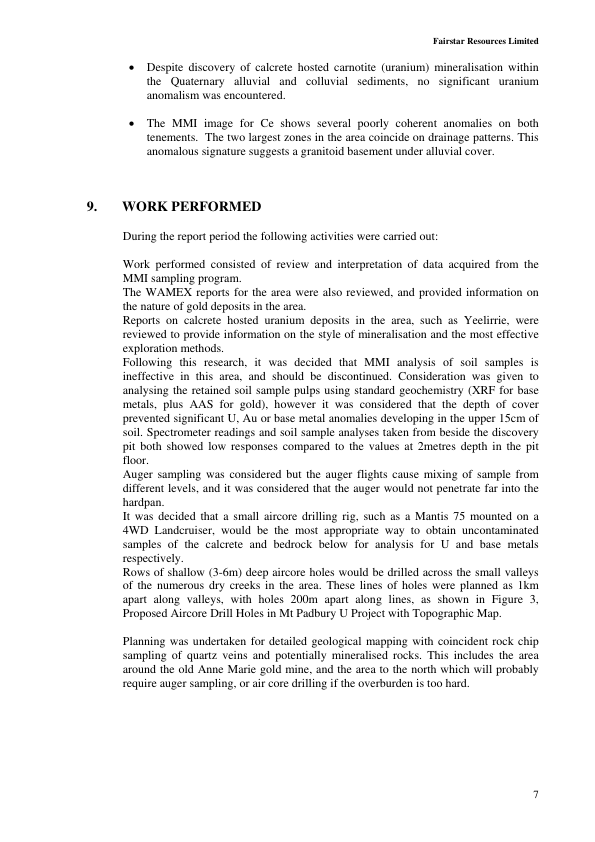 Fairstar Resources Limited
• Despite discovery of calcrete hosted carnotite (uranium) mineralisation within
the Quaternary alluvial and colluvial sediments, no significant uranium
anomalism was encountered.
• The MMI image for Ce shows several poorly coherent anomalies on both
tenements. The two largest zones in the area coincide on drainage patterns. This
anomalous signature suggests a granitoid basement under alluvial cover.
9. WORK PERFORMED
During the report period the following activities were carried out:
Work performed consisted of review and interpretation of data acquired from the
MMI sampling program.
The WAMEX reports for the area were also reviewed, and provided information on
the nature of gold deposits in the area.
Reports on calcrete hosted uranium deposits in the area, such as Yeelirrie, were
reviewed to provide information on the style of mineralisation and the most effective
exploration methods.
Following this research, it was decided that MMI analysis of soil samples is
ineffective in this area, and should be discontinued. Consideration was given to
analysing the retained soil sample pulps using standard geochemistry (XRF for base
metals, plus AAS for gold), however it was considered that the depth of cover
prevented significant U, Au or base metal anomalies developing in the upper 15cm of
soil. Spectrometer readings and soil sample analyses taken from beside the discovery
pit both showed low responses compared to the values at 2metres depth in the pit
floor.
Auger sampling was considered but the auger flights cause mixing of sample from
different levels, and it was considered that the auger would not penetrate far into the
hardpan.
It was decided that a small aircore drilling rig, such as a Mantis 75 mounted on a
4WD Landcruiser, would be the most appropriate way to obtain uncontaminated
samples of the calcrete and bedrock below for analysis for U and base metals
respectively.
Rows of shallow (3-6m) deep aircore holes would be drilled across the small valleys
of the numerous dry creeks in the area. These lines of holes were planned as 1km
apart along valleys, with holes 200m apart along lines, as shown in Figure 3,
Proposed Aircore Drill Holes in Mt Padbury U Project with Topographic Map.
Planning was undertaken for detailed geological mapping with coincident rock chip
sampling of quartz veins and potentially mineralised rocks. This includes the area
around the old Anne Marie gold mine, and the area to the north which will probably
require auger sampling, or air core drilling if the overburden is too hard.
7